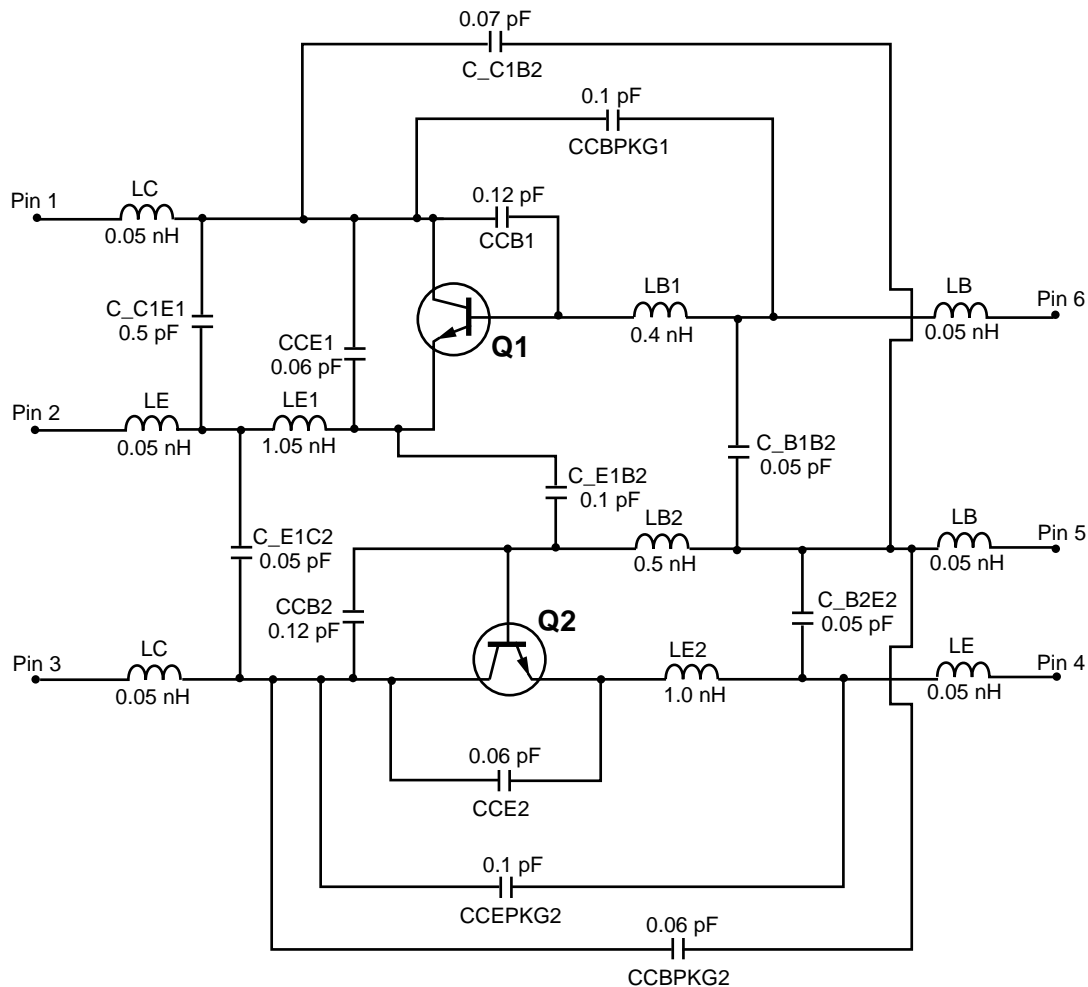 0.07 pF
C_C1B2
0.1 pF
CCBPKG1
Pin 1
LC
0.05 nH
0.12 pF
CCB1
C_C1E1
0.5 pF
CCE1
0.06 pF
Q1
LB1
0.4 nH
LB
0.05 nH
Pin 6
Pin 2
LE
0.05 nH
LE1
1.05 nH
C_B1B2
0.05 pF
C_E1B2
0.1 pF
C_E1C2
0.05 pF
LB2
0.5 nH
LB
0.05 nH
Pin 5
CCB2
0.12 pF
Q2
C_B2E2
0.05 pF
Pin 3
LC
0.05 nH
LE2
1.0 nH
LE
0.05 nH
Pin 4
0.06 pF
CCE2
0.1 pF
CCEPKG2
0.06 pF
CCBPKG2